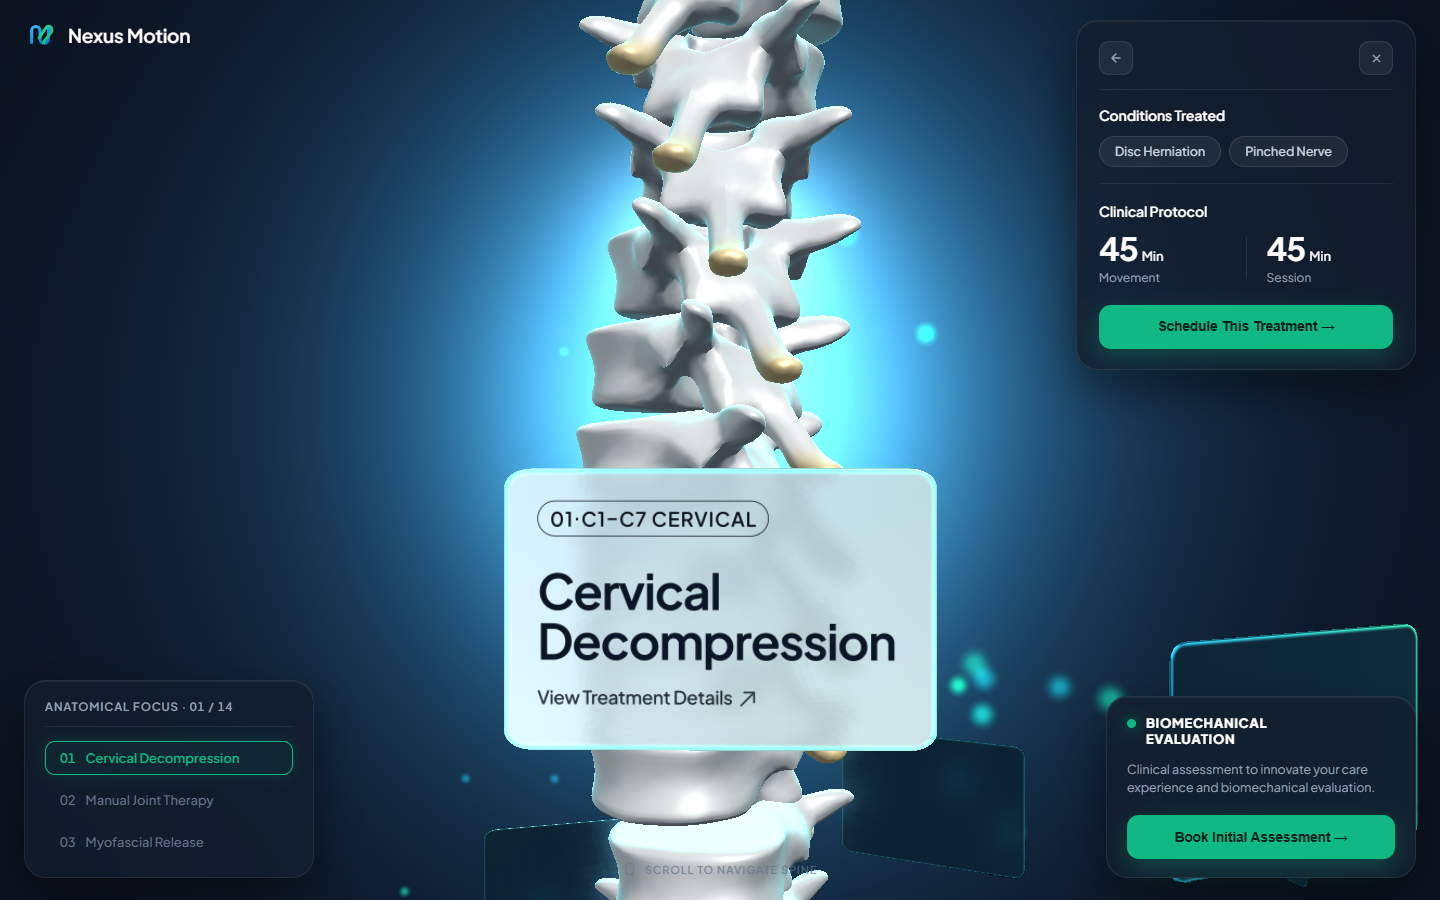 Nexus Motion
Conditions Treated
Disc Herniation
Pinched Nerve
Clinical Protocol
45 Min
Movement
45 Min
Session
Schedule This Treatment →
01·C1–C7 CERVICAL
Cervical
Decompression
View Treatment Details ↗
ANATOMICAL FOCUS · 01 / 14
01 Cervical Decompression
02 Manual Joint Therapy
03 Myofascial Release
SCROLL TO NAVIGATE SPINE
BIOMECHANICAL
EVALUATION
Clinical assessment to innovate your care
experience and biomechanical evaluation.
Book Initial Assessment →